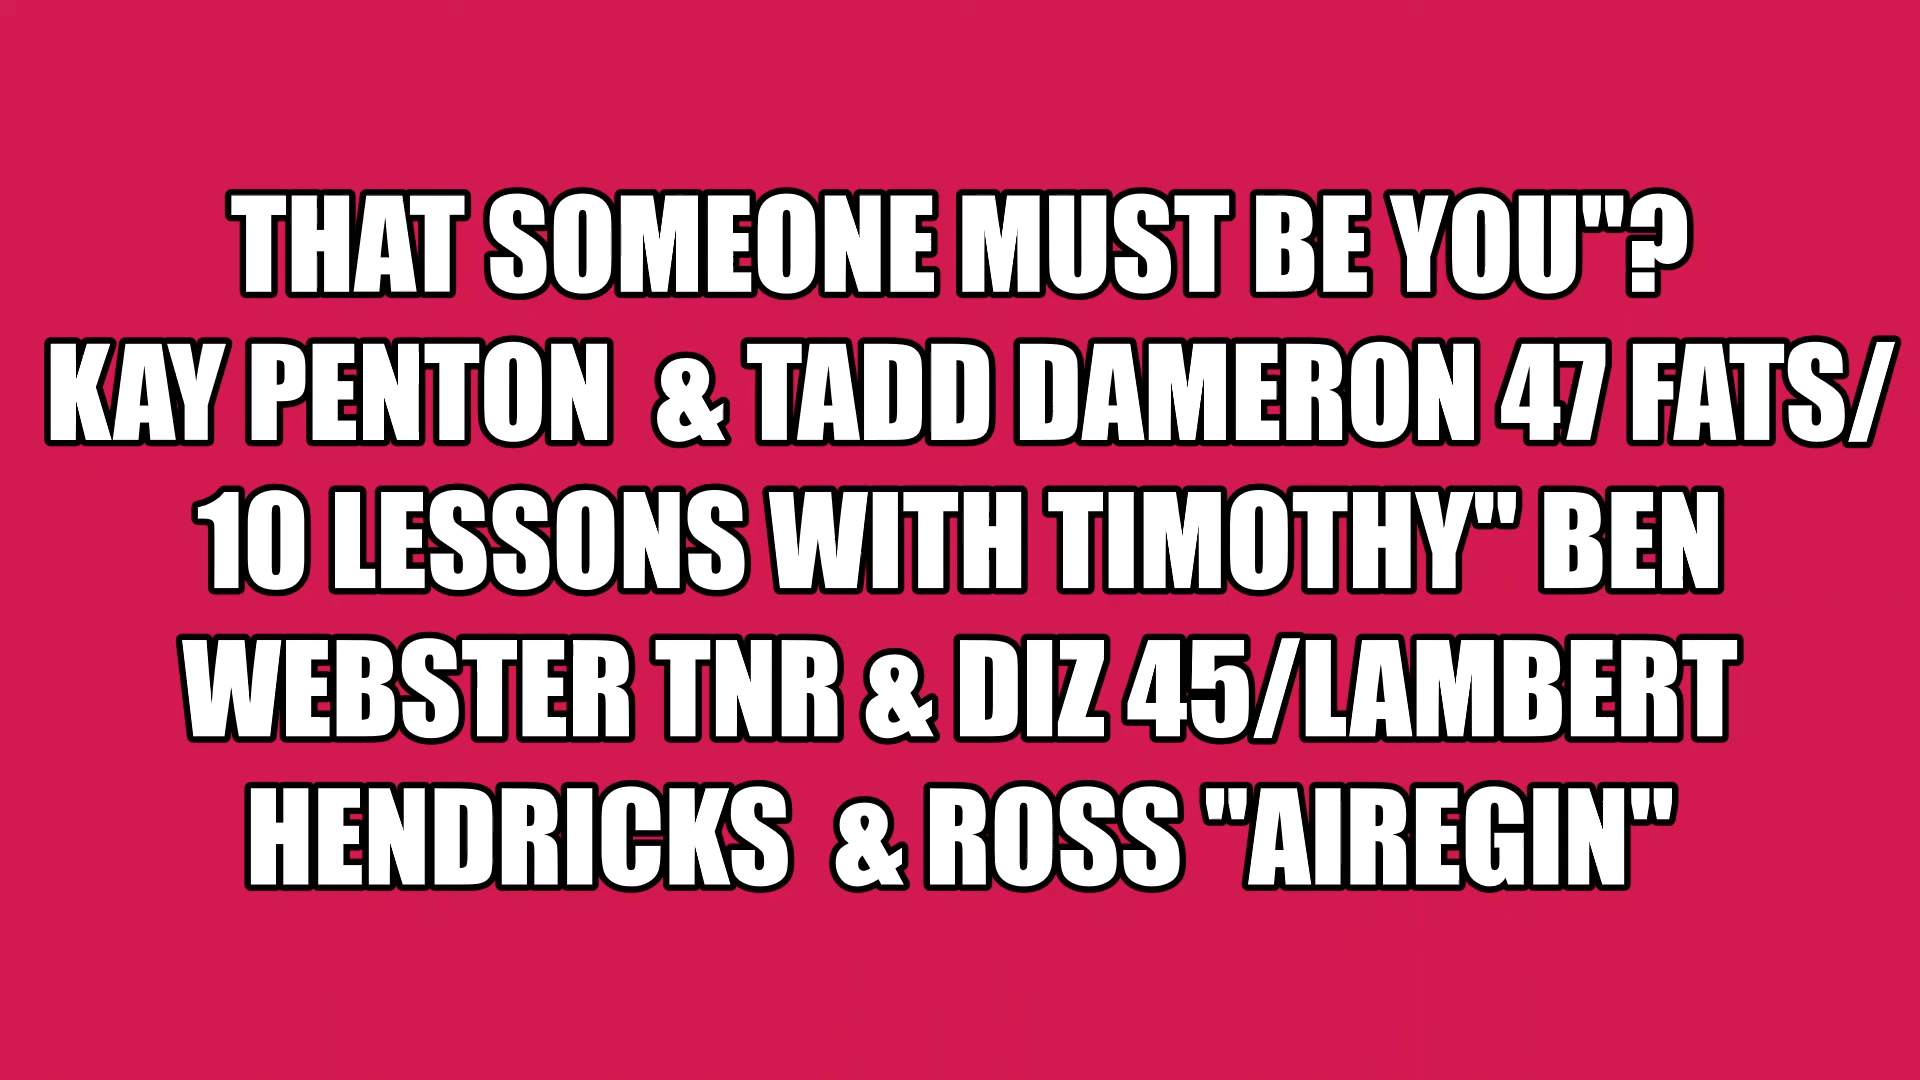 THAT SOMEONE MUST BE YOU"?
KAY PENTON & TADD DAMERON 47 FATS/
10 LESSONS WITH TIMOTHY" BEN
WEBSTER TNR & DIZ 45/LAMBERT
HENDRICKS & ROSS "AIREGIN"